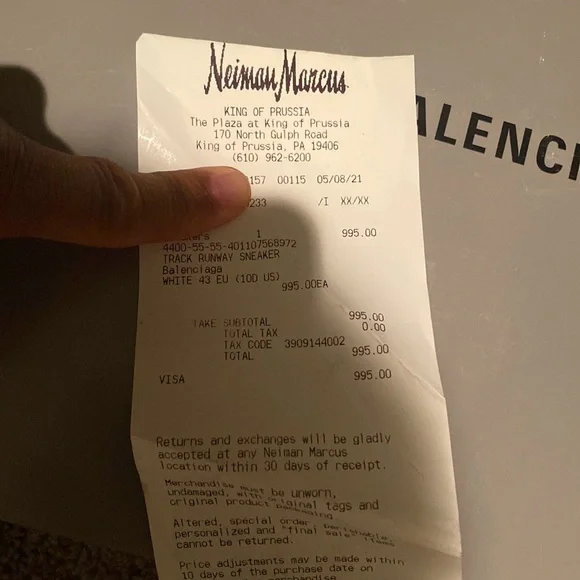 Neiman Marcus
KING OF PRUSSIA
The Plaza at King of Prussia
170 North Gulph Road
King of Prussia, PA 19406
(610) 962-6200
157 00115 05/08/21
233 /I XX/XX
1 995.00
4400-55-55-401107568972
TRACK RUNWAY SNEAKER
Balenciaga
WHITE 43 EU (10D US)
995.00EA
TAKE SUBTOTAL 995.00
TOTAL TAX 0.00
TAX CODE 3909144002
TOTAL 995.00
VISA 995.00
Returns and exchanges will be gladly
accepted at any Neiman Marcus
location within 30 days of receipt.
Merchandise must be unworn,
undamaged, with original tags and
original product packaging
Altered, special order, perishable,
personalized and "final sale" items
cannot be returned.
Price adjustments may be made within
10 days of the purchase date on
merchandise
ALENCI